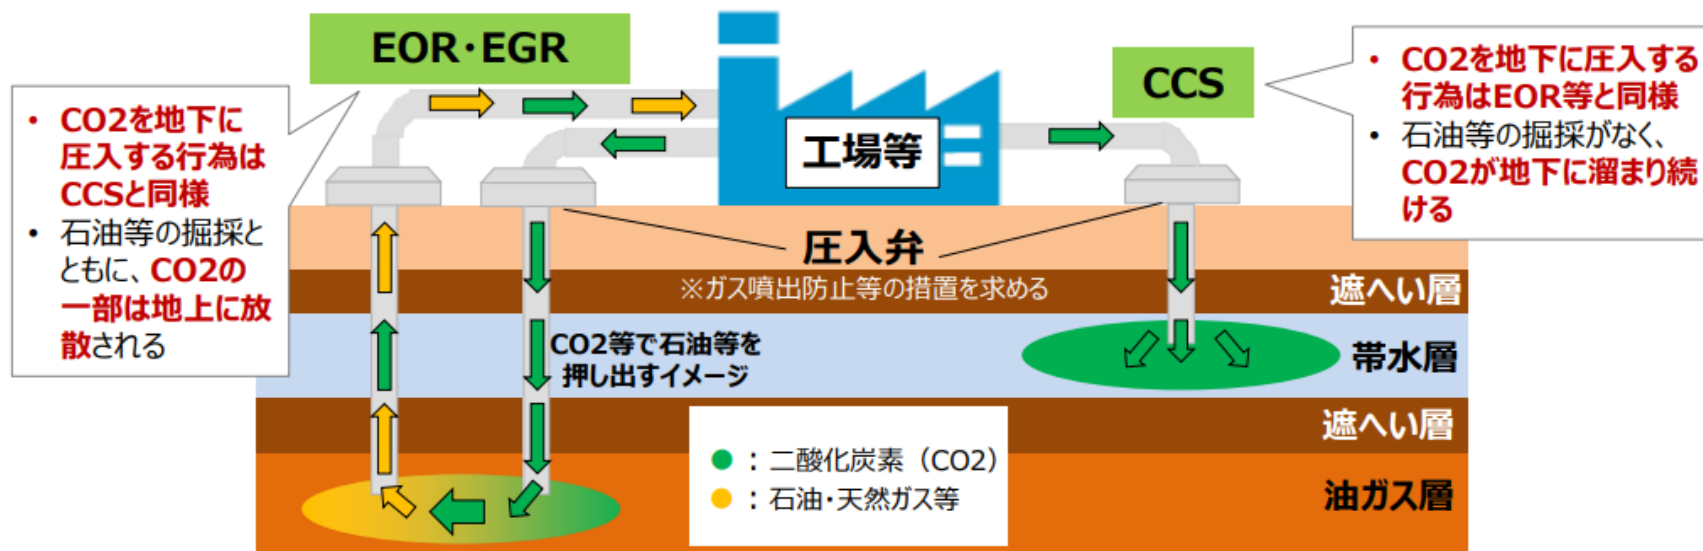 EOR・EGR
• CO2を地下に
圧入する行為は
CCSと同様
• 石油等の掘採と
ともに、CO2の
一部は地上に放
散される
工場等
CCS
• CO2を地下に圧入する
行為はEOR等と同様
• 石油等の掘採がなく、
CO2が地下に溜まり続
ける
圧入弁
※ガス噴出防止等の措置を求める
遮へい層
CO2等で石油等を
押し出すイメージ
帯水層
遮へい層
●：二酸化炭素（CO2）
●：石油・天然ガス等
油ガス層